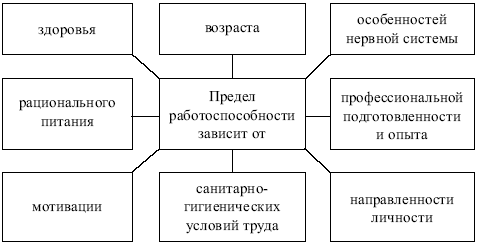 здоровья
возраста
особенностей
нервной системы
рационального
питания
Предел
работоспособности
зависит от
профессиональной
подготовленности
и опыта
мотивации
санитарно-
гигиенических
условий труда
направленности
личности